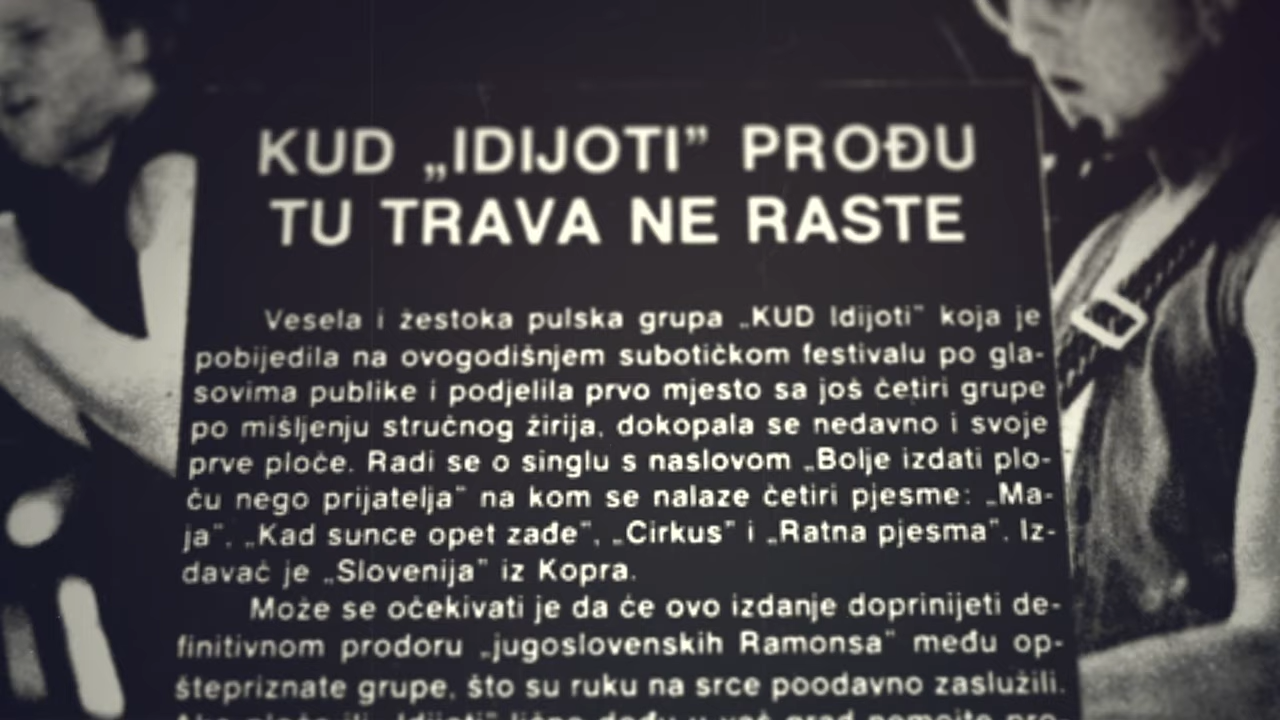 KUD „IDIJOTI” PROĐU
TU TRAVA NE RASTE
Vesela i žestoka pulska grupa „KUD Idijoti” koja je
pobijedila na ovogodišnjem subotičkom festivalu po gla-
sovima publike i podjelila prvo mjesto sa još četiri grupe
po mišljenju stručnog žirija, dokopala se nedavno i svoje
prve ploče. Radi se o singlu s naslovom „Bolje izdati plo-
ču nego prijatelja” na kom se nalaze četiri pjesme: „Ma-
ja”, „Kad sunce opet zađe”, „Cirkus” i „Ratna pjesma”. Iz-
davač je „Slovenija” iz Kopra.
Može se očekivati je da će ovo izdanje doprinijeti de-
finitivnom prodoru „jugoslovenskih Ramonsa” među op-
štepriznate grupe, što su ruku na srce poodavno zaslužili.